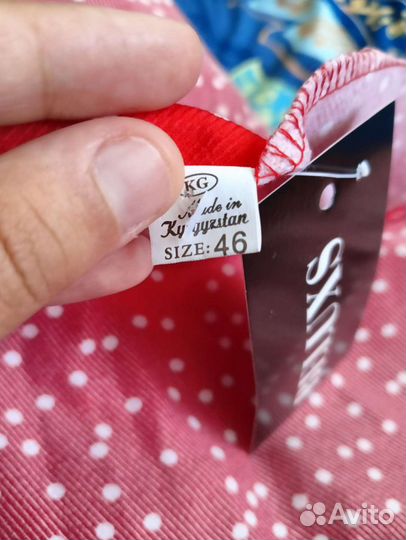 KG
Made in
Kyrgyzstan
SIZE: 46
Avito